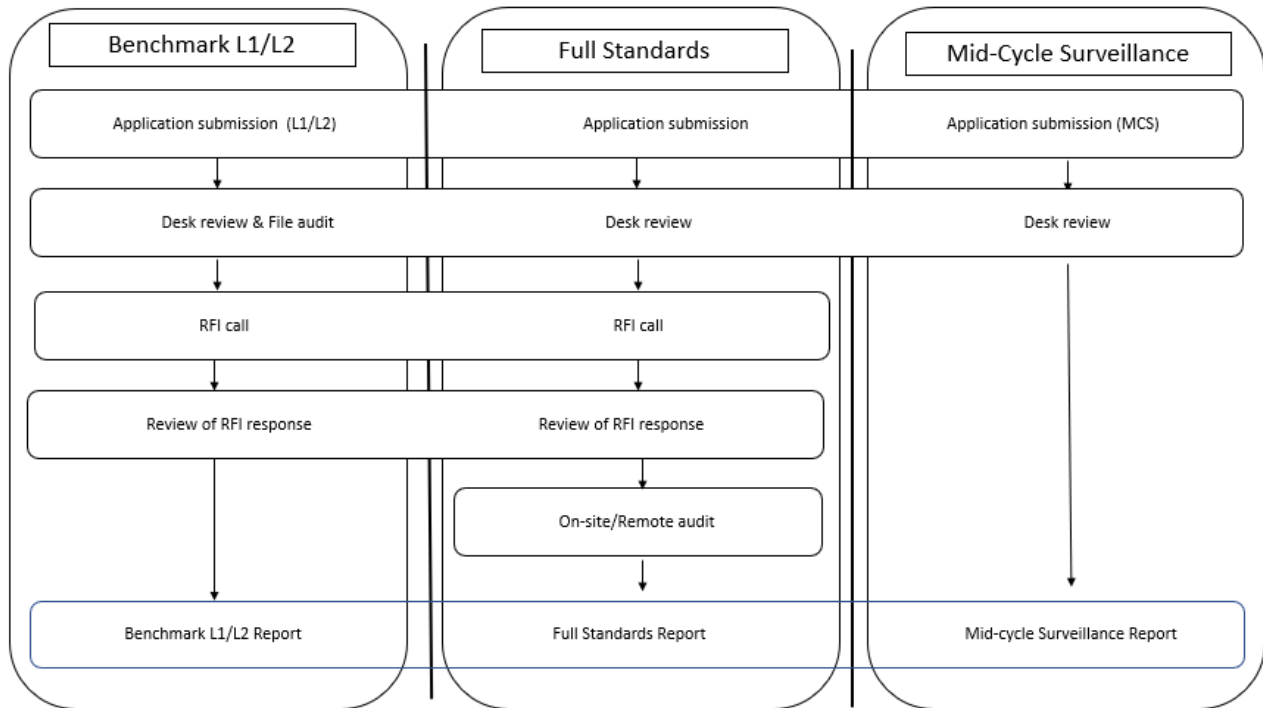 Benchmark L1/L2
Full Standards
Mid-Cycle Surveillance
Application submission (L1/L2)
Application submission
Application submission (MCS)
Desk review & File audit
Desk review
Desk review
RFI call
RFI call
Review of RFI response
Review of RFI response
On-site/Remote audit
Benchmark L1/L2 Report
Full Standards Report
Mid-cycle Surveillance Report